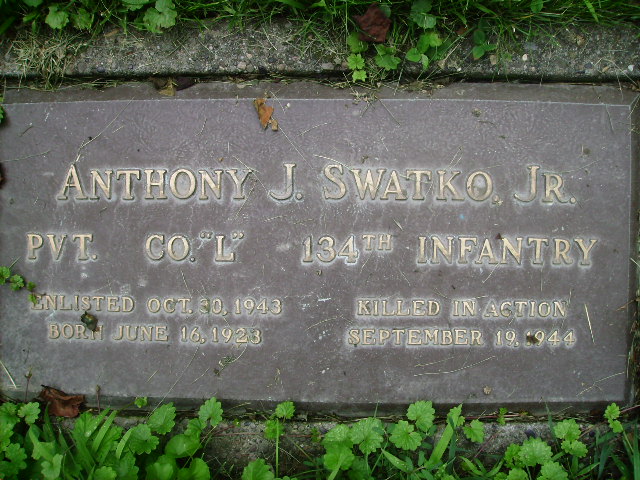 ANTHONY J. SWATKO JR.
PVT. CO. "L" 134TH INFANTRY
ENLISTED OCT. 30, 1943 KILLED IN ACTION
BORN JUNE 16, 1923 SEPTEMBER 19, 1944